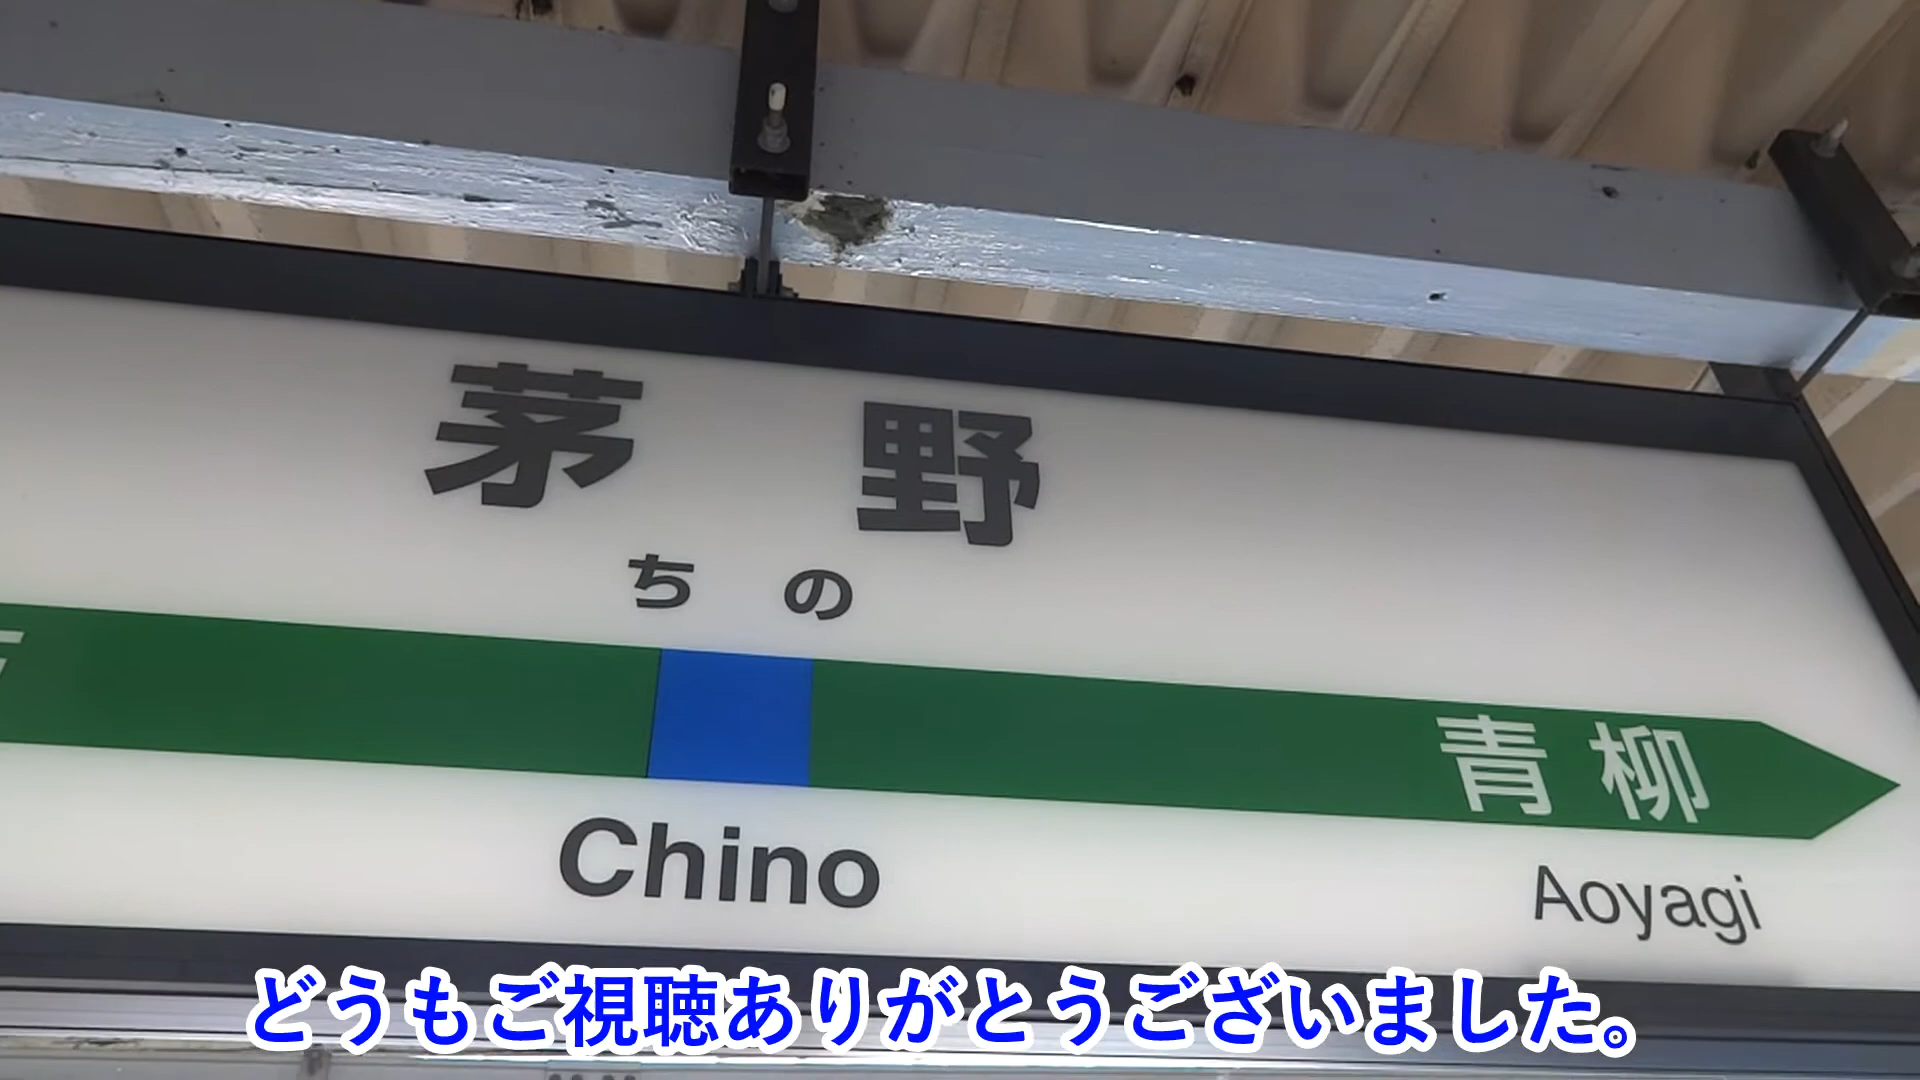 茅野
ちの
青柳
Chino
Aoyagi
どうもご視聴ありがとうございました。